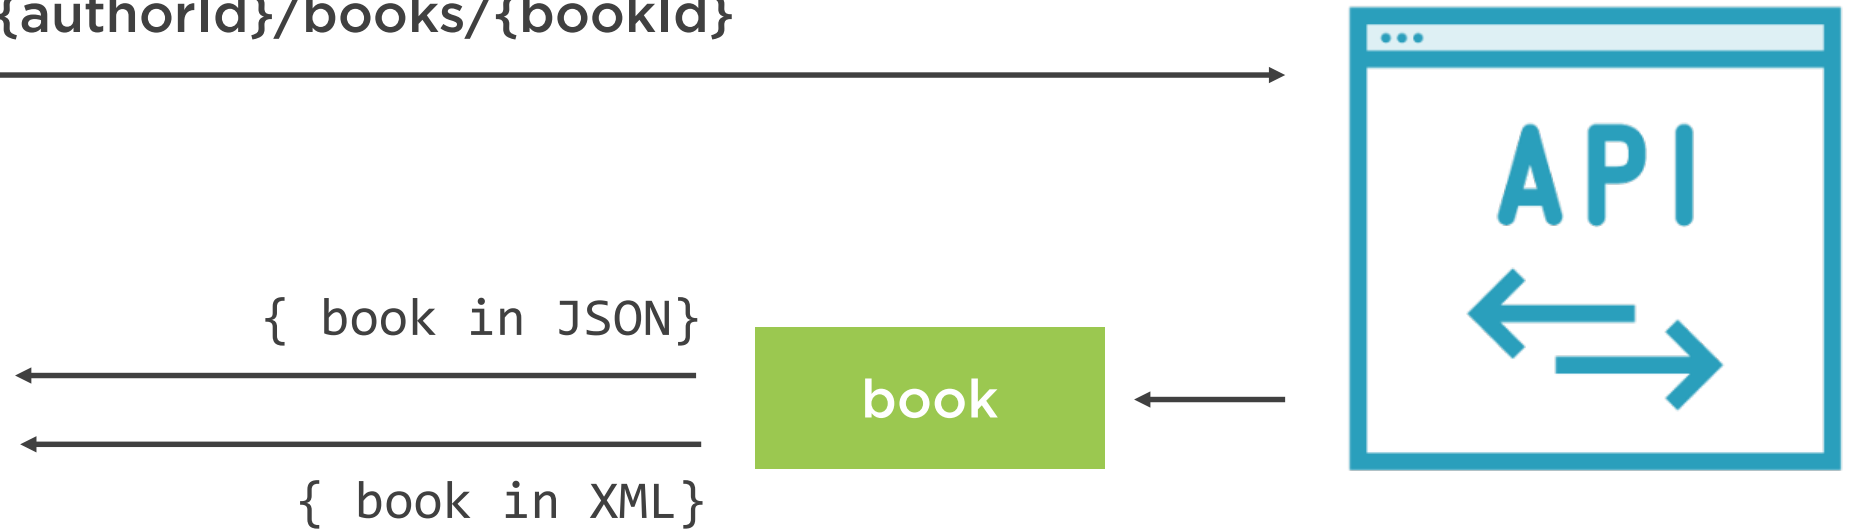 {authorId}/books/{bookId}
API
{ book in JSON}
book
{ book in XML}